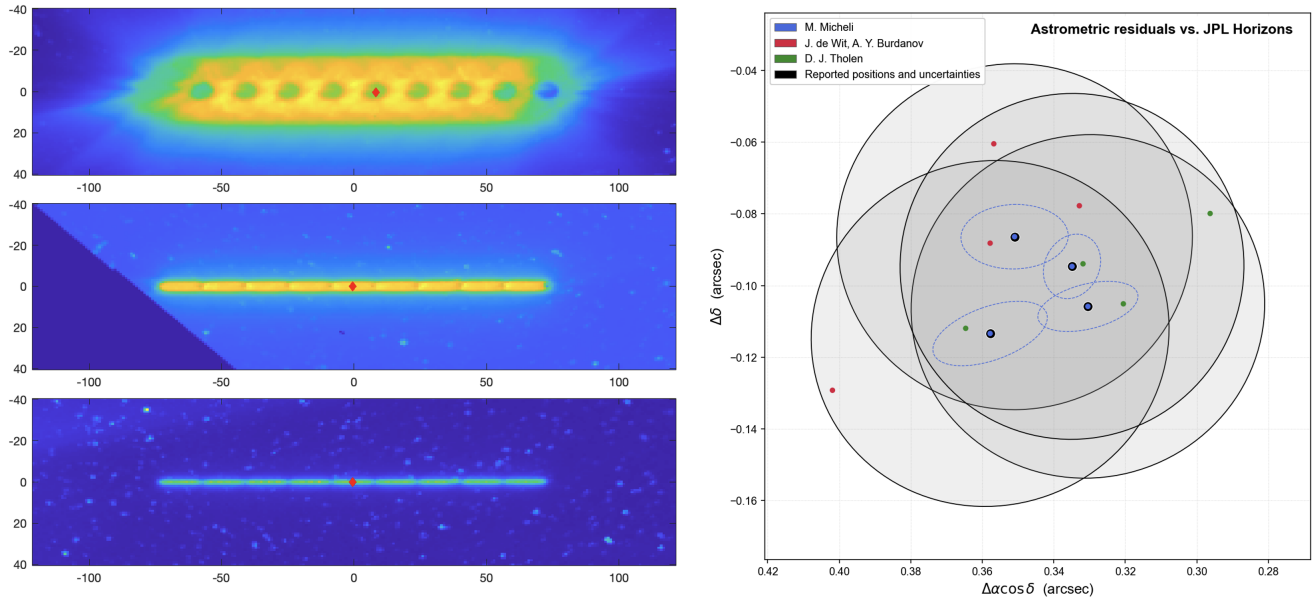 -40
-20
0
20
40
-100 -50 0 50 100
-40
-20
0
20
40
-100 -50 0 50 100
-40
-20
0
20
40
-100 -50 0 50 100
M. Micheli
J. de Wit, A. Y. Burdanov
D. J. Tholen
Reported positions and uncertainties
Astrometric residuals vs. JPL Horizons
−0.04
−0.06
−0.08
−0.10
−0.12
−0.14
−0.16
Δδ (arcsec)
0.42 0.40 0.38 0.36 0.34 0.32 0.30 0.28
Δαcosδ (arcsec)